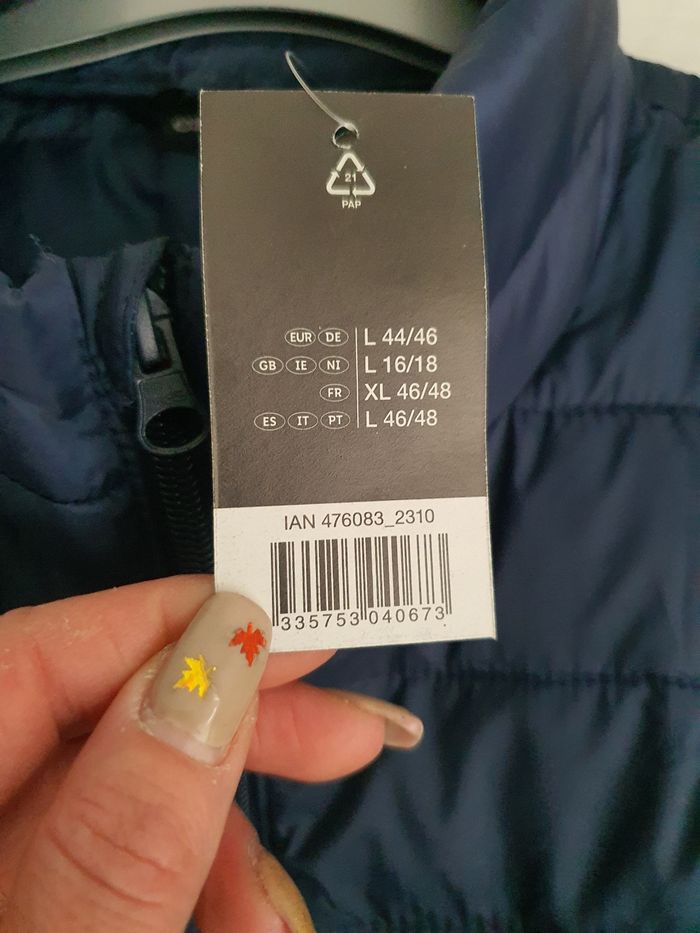 21
PAP
EUR DE L 44/46
GB IE NI L 16/18
FR XL 46/48
ES IT PT L 46/48
IAN 476083_2310
335753 040673